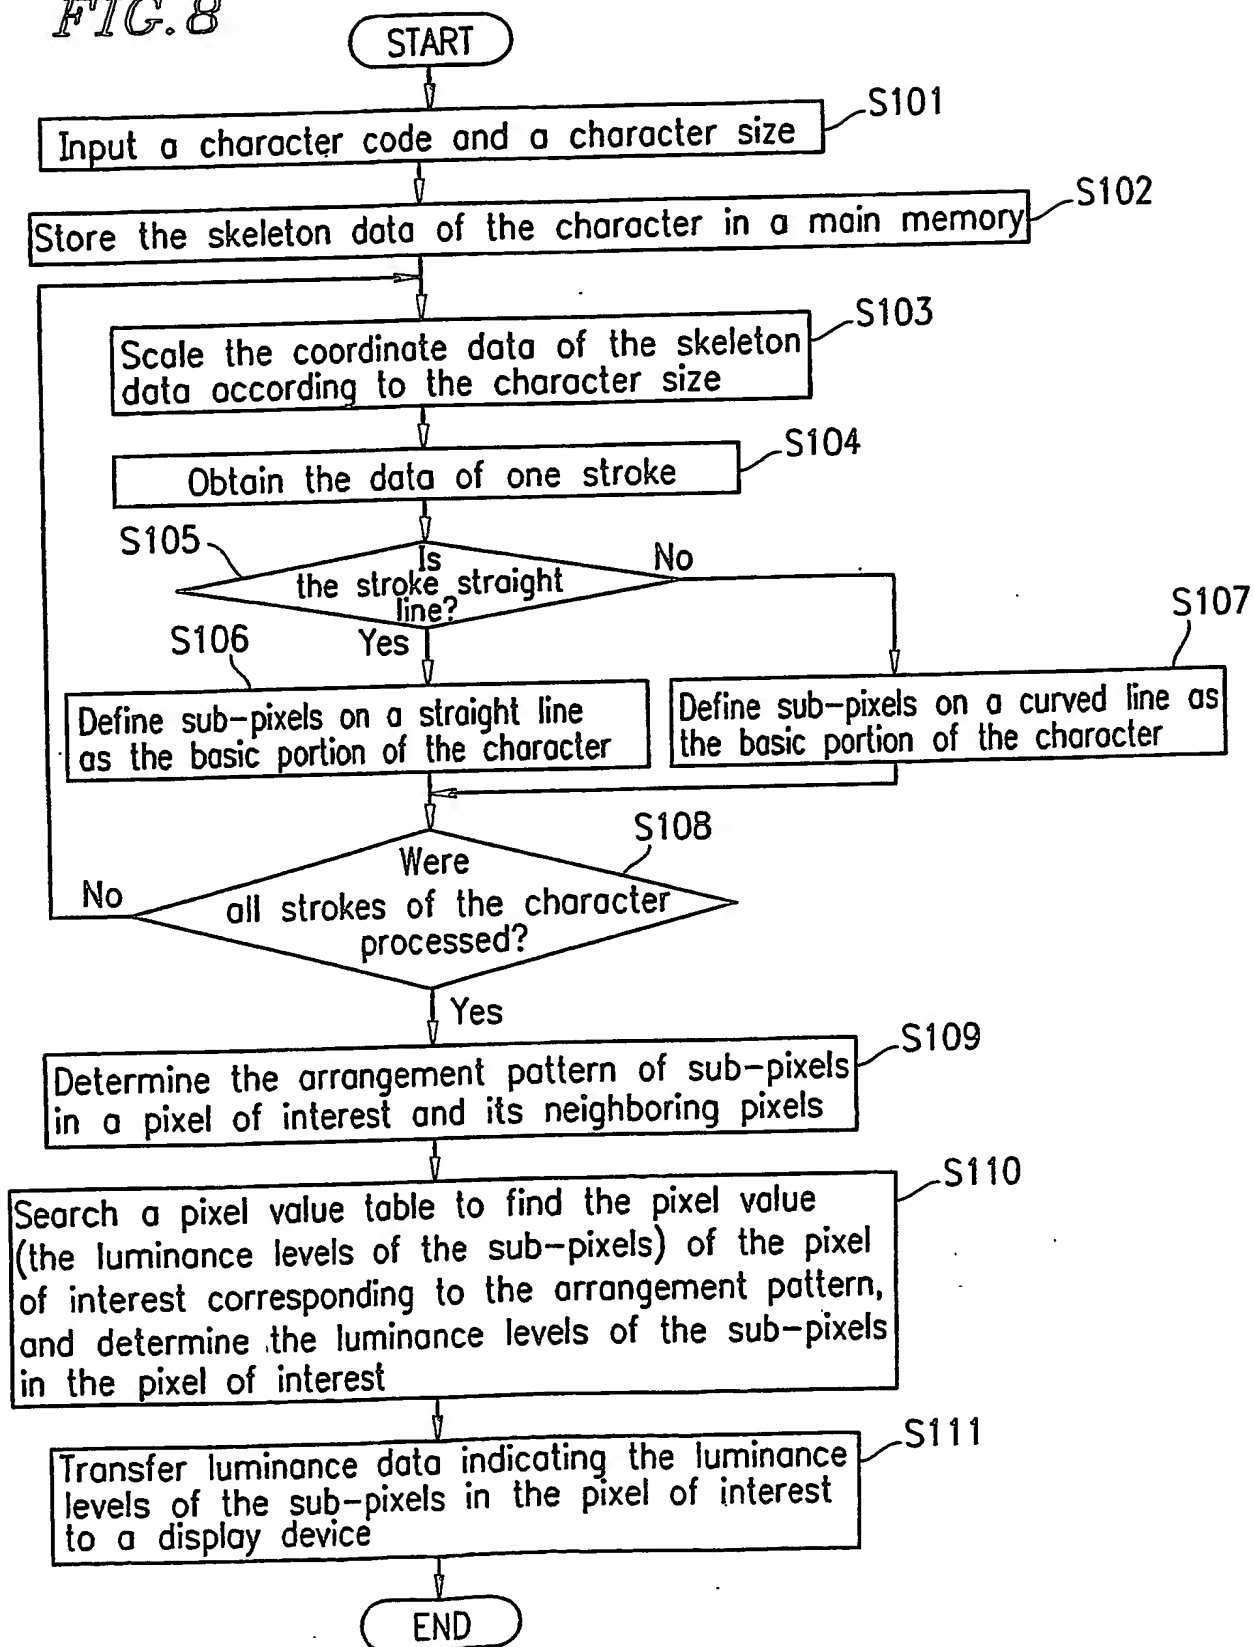 FIG. 8
START
S101
Input a character code and a character size
S102
Store the skeleton data of the character in a main memory
S103
Scale the coordinate data of the skeleton
data according to the character size
S104
Obtain the data of one stroke
S105
Is
the stroke straight
line?
No
Yes
S106
Define sub-pixels on a straight line
as the basic portion of the character
S107
Define sub-pixels on a curved line as
the basic portion of the character
S108
Were
all strokes of the character
processed?
No
Yes
S109
Determine the arrangement pattern of sub-pixels
in a pixel of interest and its neighboring pixels
S110
Search a pixel value table to find the pixel value
(the luminance levels of the sub-pixels) of the pixel
of interest corresponding to the arrangement pattern,
and determine the luminance levels of the sub-pixels
in the pixel of interest
S111
Transfer luminance data indicating the luminance
levels of the sub-pixels in the pixel of interest
to a display device
END